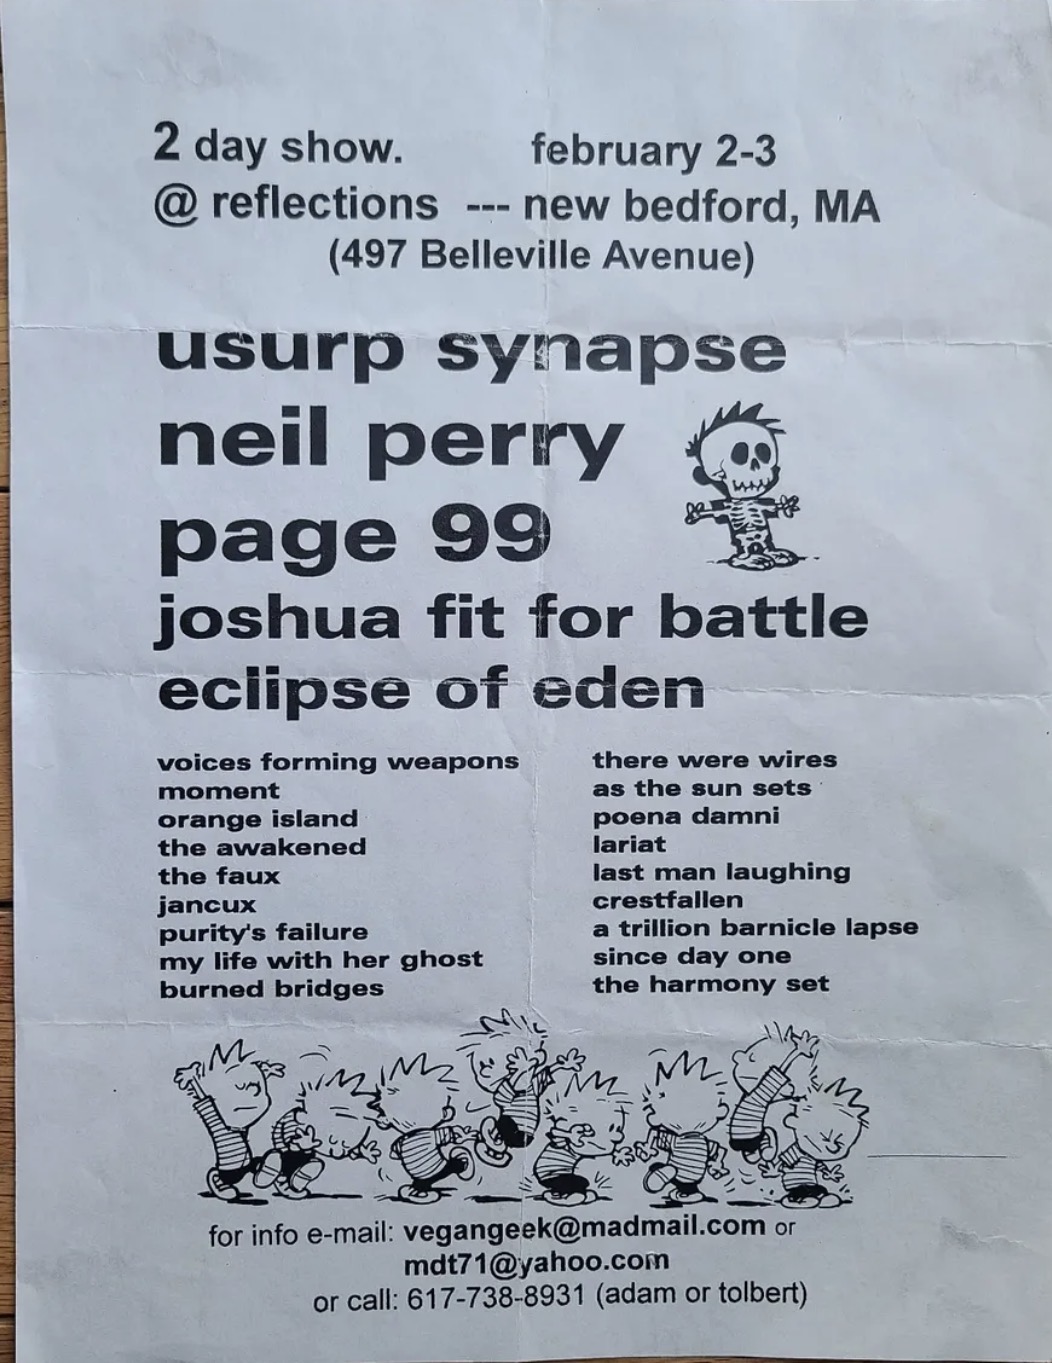 2 day show. february 2-3
@ reflections --- new bedford, MA
(497 Belleville Avenue)
usurp synapse
neil perry
page 99
joshua fit for battle
eclipse of eden
voices forming weapons
moment
orange island
the awakened
the faux
jancux
purity's failure
my life with her ghost
burned bridges
there were wires
as the sun sets
poena damni
lariat
last man laughing
crestfallen
a trillion barnicle lapse
since day one
the harmony set
for info e-mail: vegangeek@madmail.com or
mdt71@yahoo.com
or call: 617-738-8931 (adam or tolbert)